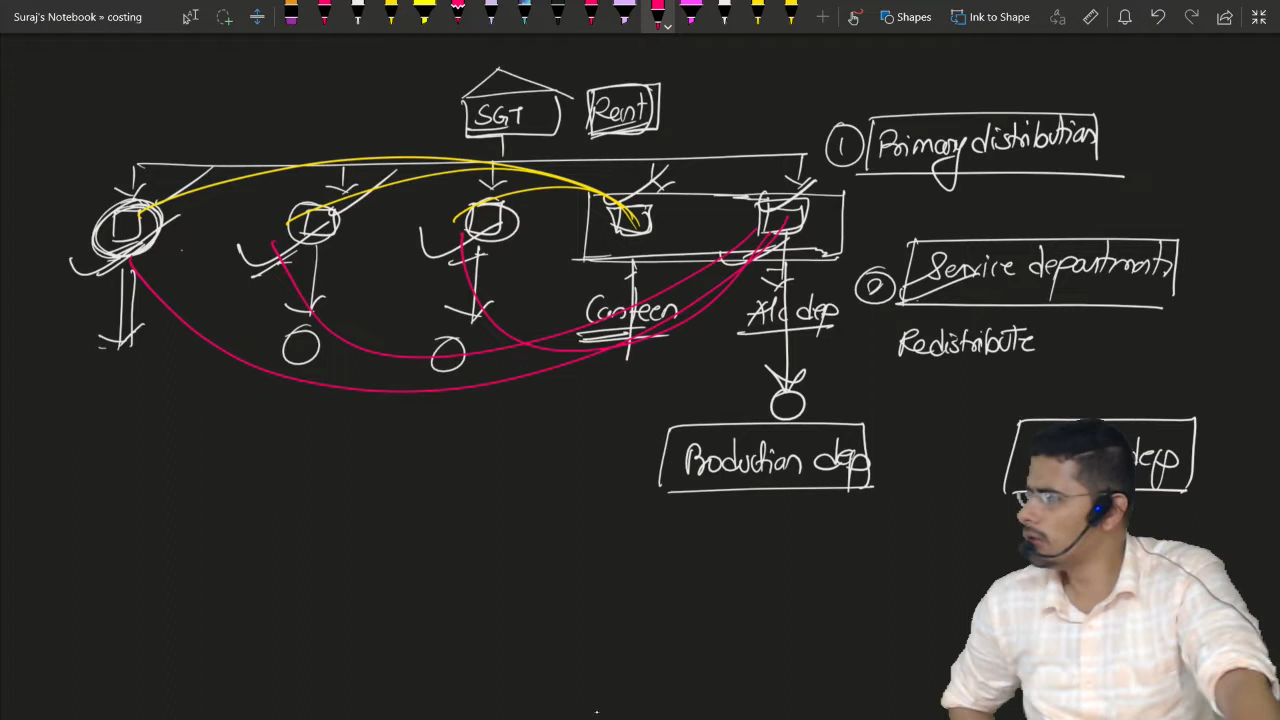 Suraj's Notebook » costing
Shapes
Ink to Shape
SGT
Rent
① Primary distribution
② Service departments
Redistribute
Canteen
A/c dep
Production dep
dep